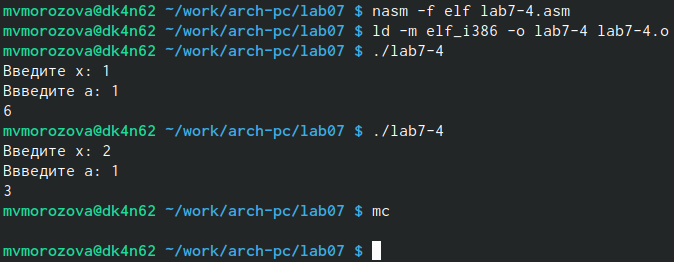 mvmorozova@dk4n62 ~/work/arch-pc/lab07 $ nasm -f elf lab7-4.asm
mvmorozova@dk4n62 ~/work/arch-pc/lab07 $ ld -m elf_i386 -o lab7-4 lab7-4.o
mvmorozova@dk4n62 ~/work/arch-pc/lab07 $ ./lab7-4
Введите x: 1
Ввведите а: 1
6
mvmorozova@dk4n62 ~/work/arch-pc/lab07 $ ./lab7-4
Введите x: 2
Ввведите а: 1
3
mvmorozova@dk4n62 ~/work/arch-pc/lab07 $ mc
mvmorozova@dk4n62 ~/work/arch-pc/lab07 $